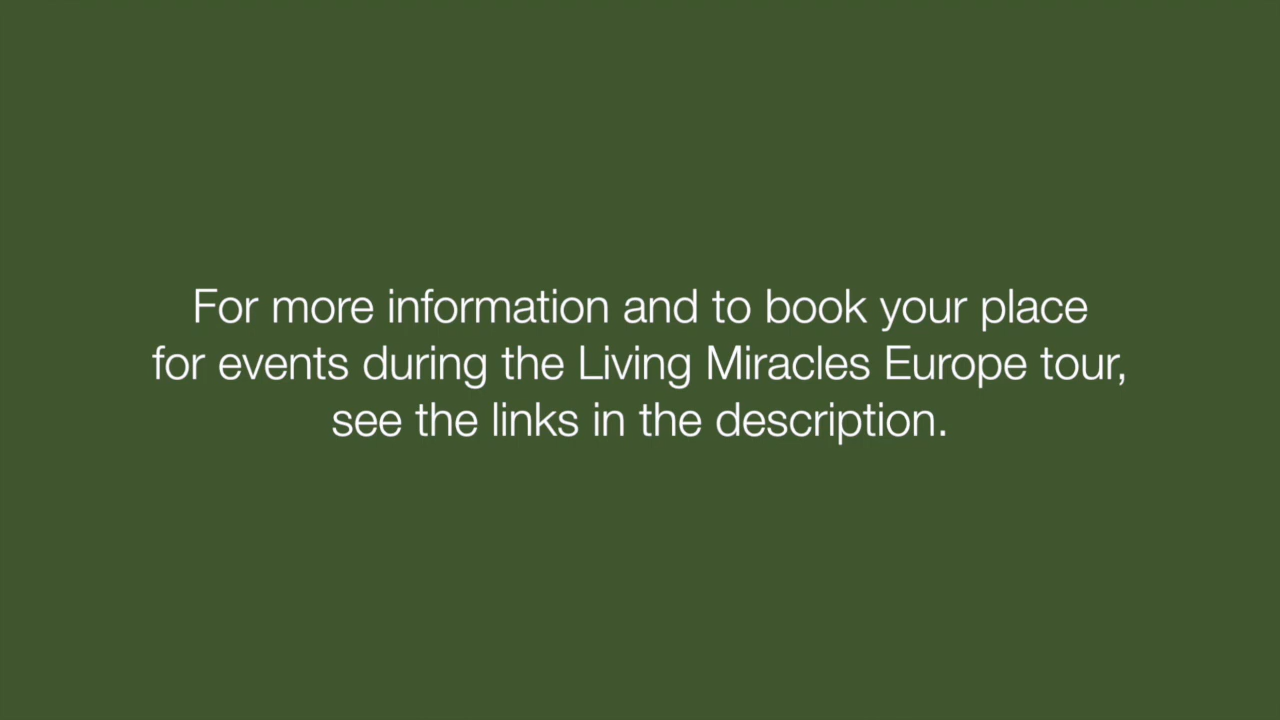 For more information and to book your place
for events during the Living Miracles Europe tour,
see the links in the description.